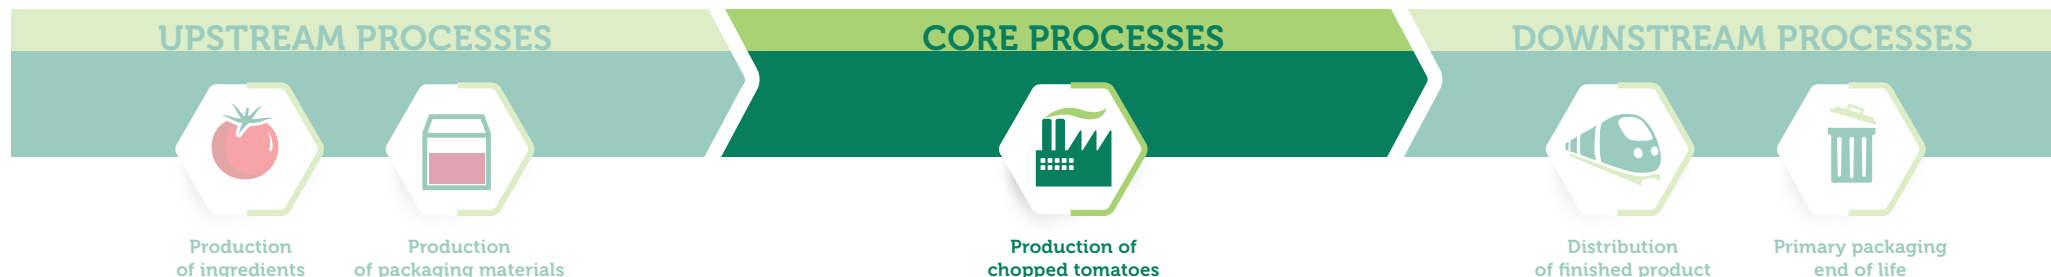 UPSTREAM PROCESSES
CORE PROCESSES
DOWNSTREAM PROCESSES
Production
of ingredients
Production
of packaging materials
Production of
chopped tomatoes
Distribution
of finished product
Primary packaging
end of life